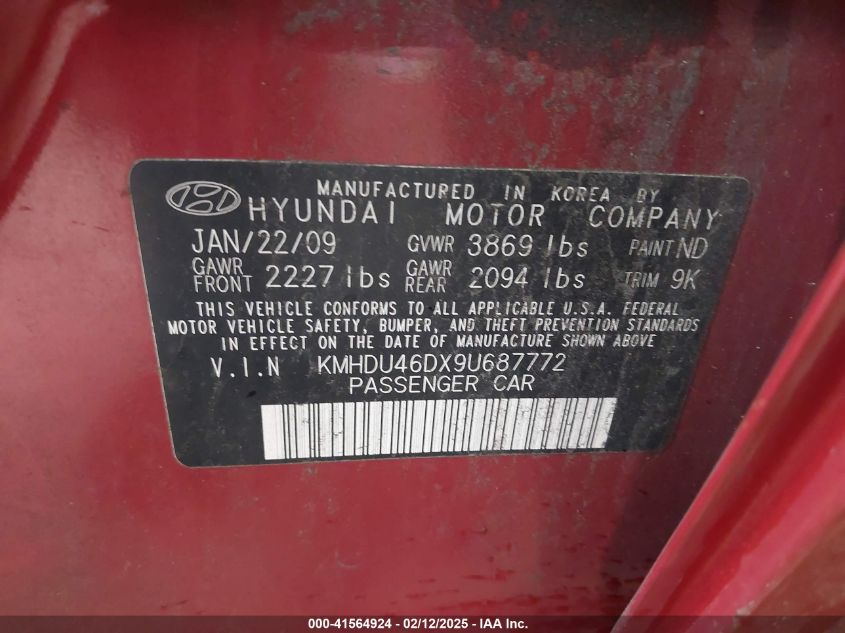 MANUFACTURED IN KOREA BY
HYUNDAI MOTOR COMPANY
JAN/22/09 GVWR 3869 lbs PAINT ND
GAWR FRONT 2227 lbs GAWR REAR 2094 lbs TRIM 9K
THIS VEHICLE CONFORMS TO ALL APPLICABLE U.S.A. FEDERAL
MOTOR VEHICLE SAFETY, BUMPER, AND THEFT PREVENTION STANDARDS
IN EFFECT ON THE DATE OF MANUFACTURE SHOWN ABOVE
V.I.N KMHDU46DX9U687772
PASSENGER CAR
000-41564924 - 02/12/2025 - IAA Inc.